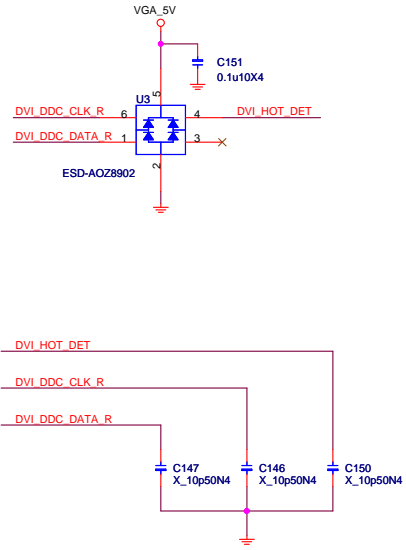 VGA_5V
C151
0.1u10X4
U3
5
DVI_DDC_CLK_R 6 4 DVI_HOT_DET
DVI_DDC_DATA_R 1 3
2
ESD-AOZ8902
DVI_HOT_DET
DVI_DDC_CLK_R
DVI_DDC_DATA_R
C147 C146 C150
X_10p50N4 X_10p50N4 X_10p50N4